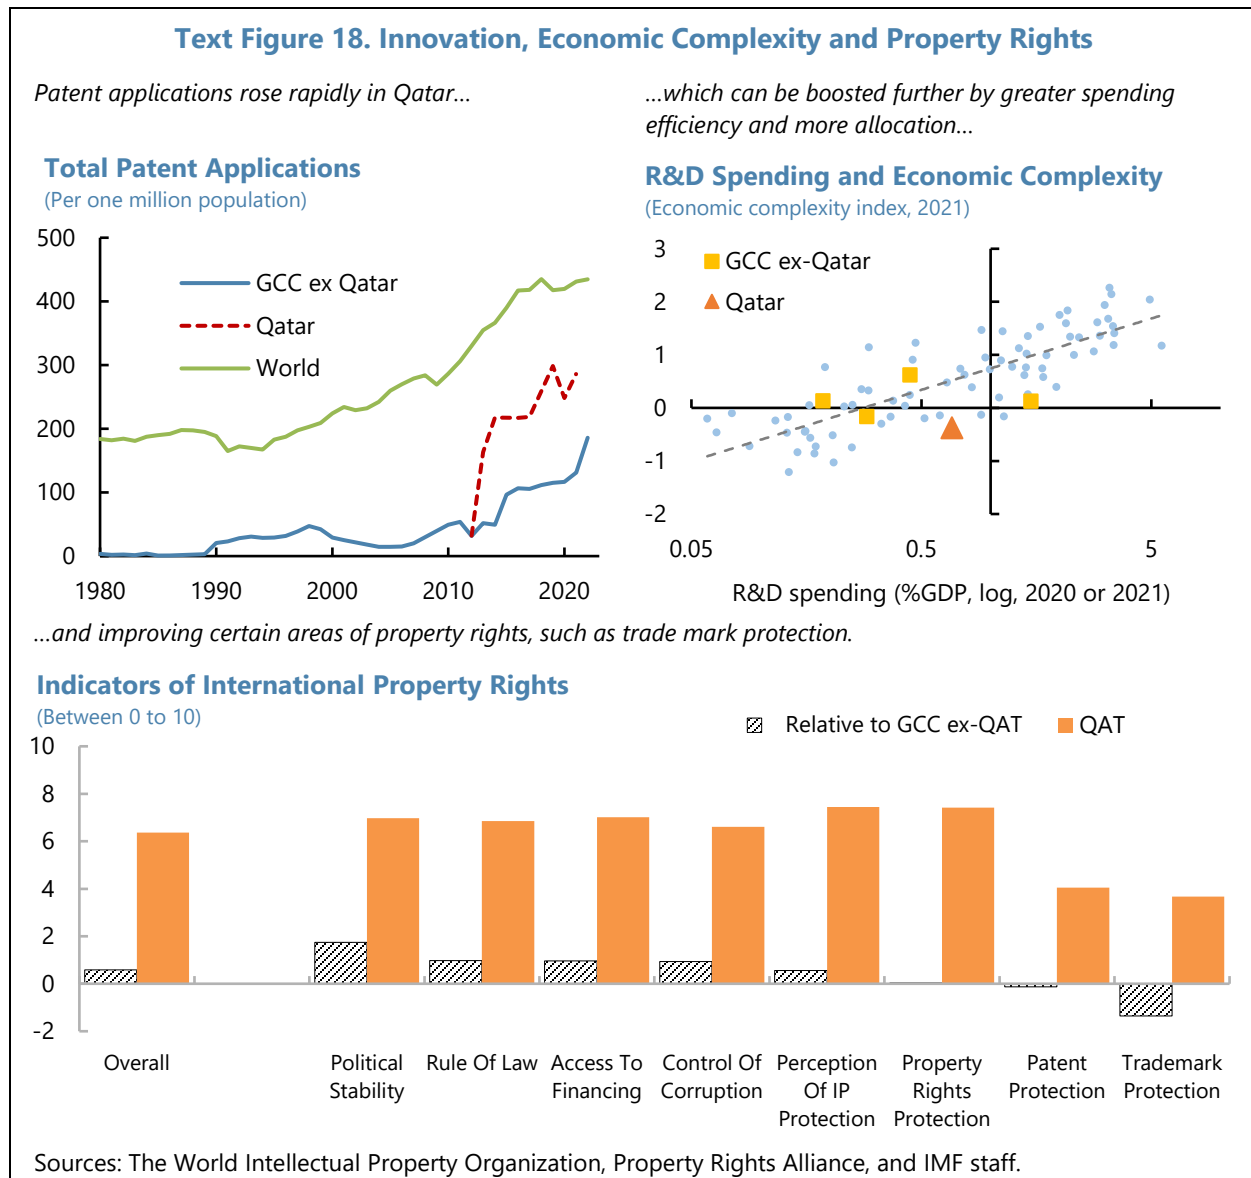 Text Figure 18. Innovation, Economic Complexity and Property Rights
Patent applications rose rapidly in Qatar...
...which can be boosted further by greater spending
efficiency and more allocation...
Total Patent Applications
(Per one million population)
500
400
300
200
100
0
GCC ex Qatar
Qatar
World
1980
1990
2000
2010
2020
R&D Spending and Economic Complexity
(Economic complexity index, 2021)
3
2
1
0
-1
-2
GCC ex-Qatar
Qatar
0.05
0.5
5
R&D spending (%GDP, log, 2020 or 2021)
...and improving certain areas of property rights, such as trade mark protection.
Indicators of International Property Rights
(Between 0 to 10)
Relative to GCC ex-QAT
QAT
10
8
6
4
2
0
-2
Overall
Political
Stability
Rule Of Law
Access To
Financing
Control Of
Corruption
Perception
Of IP
Protection
Property
Rights
Protection
Patent
Protection
Trademark
Protection
Sources: The World Intellectual Property Organization, Property Rights Alliance, and IMF staff.